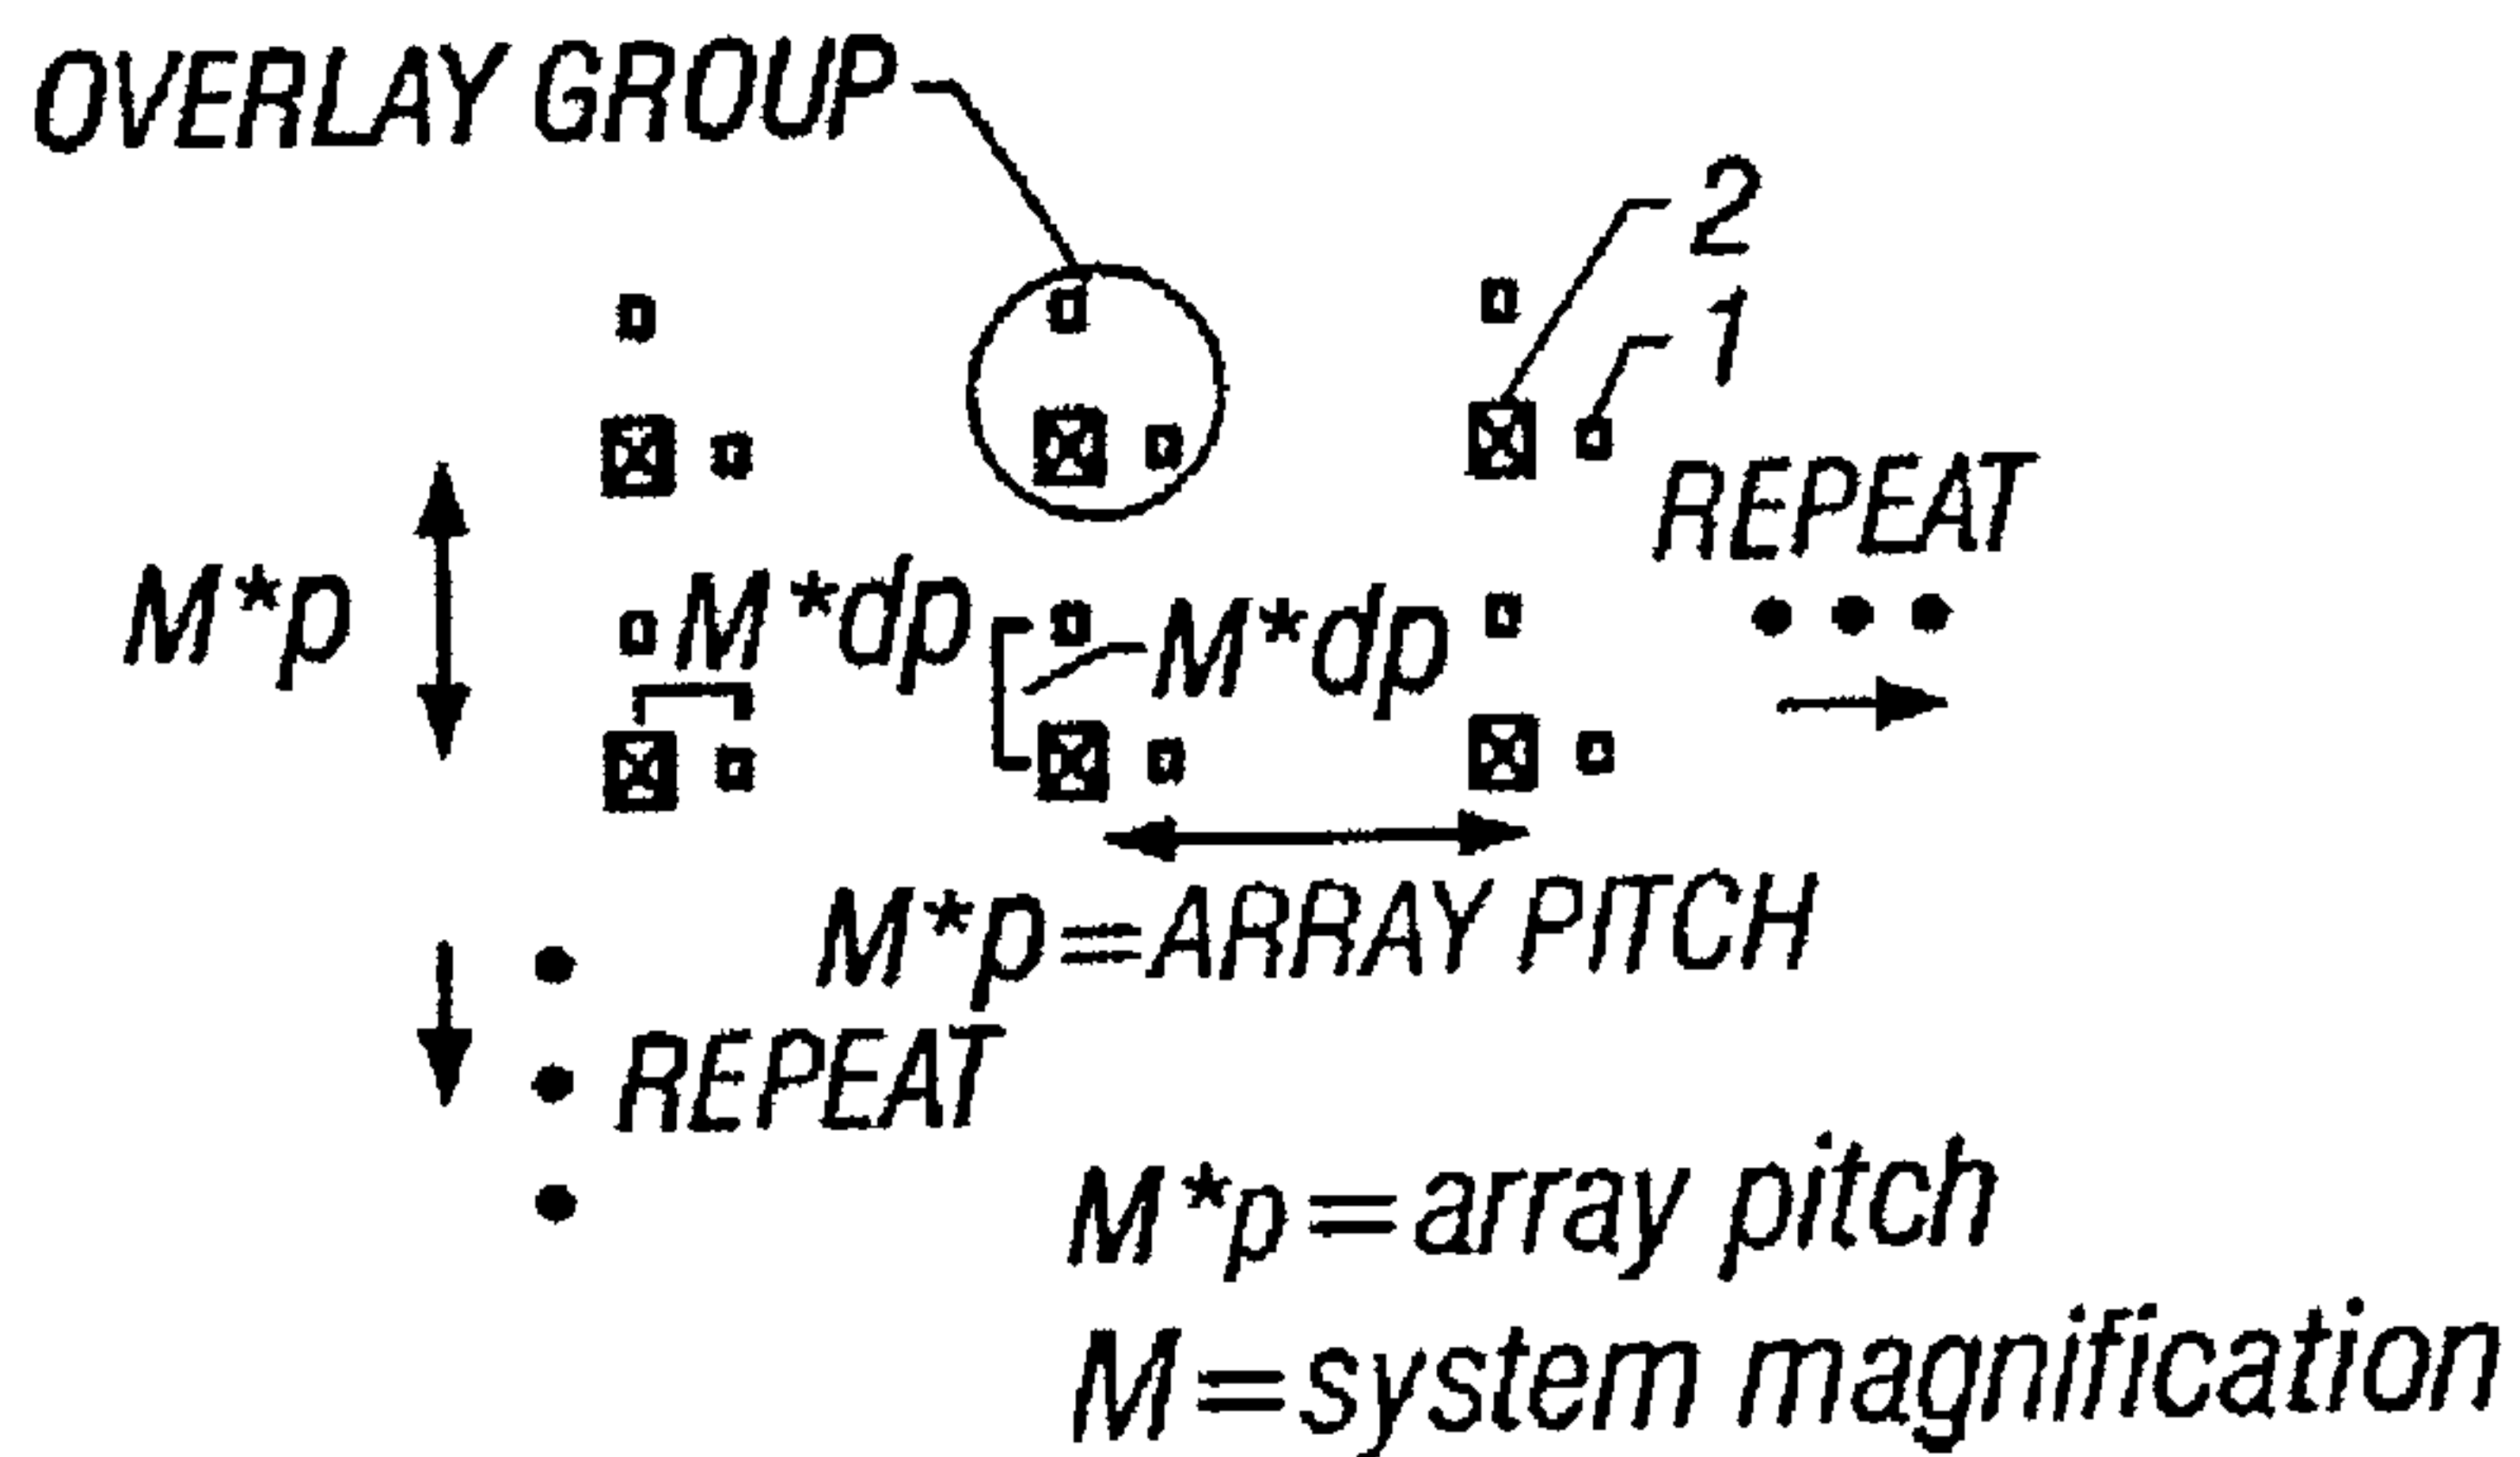 OVERLAY GROUP
2
1
REPEAT
M*p
M*dp
M*dp
M*p=ARRAY PITCH
REPEAT
M*p=array pitch
M=system magnification